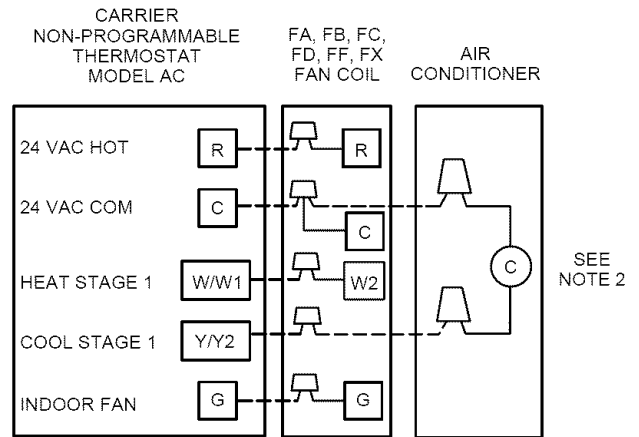 CARRIER
NON-PROGRAMMABLE
THERMOSTAT
MODEL AC
FA, FB, FC,
FD, FF, FX
FAN COIL
AIR
CONDITIONER
24 VAC HOT
R
R
24 VAC COM
C
C
HEAT STAGE 1
W/W1
W2
COOL STAGE 1
Y/Y2
INDOOR FAN
G
G
C
SEE
NOTE 2